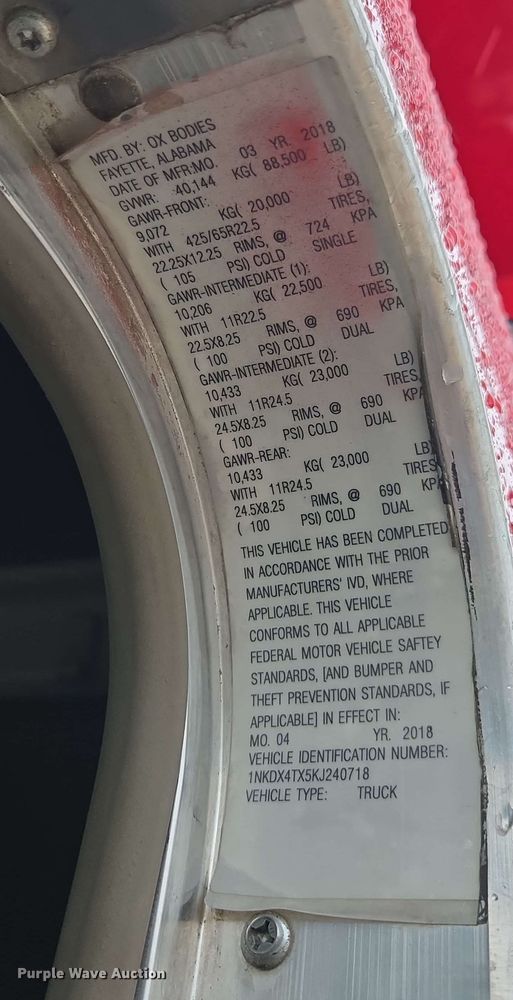 MFD. BY: OX BODIES
FAYETTE, ALABAMA
DATE OF MFR:MO. 03 YR. 2018
GVWR: 40,144 KG( 88,500 LB)
GAWR-FRONT:
9,072 KG( 20,000 LB)
WITH 425/65R22.5 TIRES,
22.25X12.25 RIMS, @ 724 KPA
( 105 PSI) COLD SINGLE
GAWR-INTERMEDIATE (1):
10,206 KG( 22,500 LB)
WITH 11R22.5 TIRES,
22.5X8.25 RIMS, @ 690 KPA
( 100 PSI) COLD DUAL
GAWR-INTERMEDIATE (2):
10,433 KG( 23,000 LB)
WITH 11R24.5 TIRES,
24.5X8.25 RIMS, @ 690 KPA
( 100 PSI) COLD DUAL
GAWR-REAR:
10,433 KG( 23,000 LB)
WITH 11R24.5 TIRES
24.5X8.25 RIMS, @ 690 KPA
( 100 PSI) COLD DUAL
THIS VEHICLE HAS BEEN COMPLETED
IN ACCORDANCE WITH THE PRIOR
MANUFACTURERS' IVD, WHERE
APPLICABLE. THIS VEHICLE
CONFORMS TO ALL APPLICABLE
FEDERAL MOTOR VEHICLE SAFTEY
STANDARDS, [AND BUMPER AND
THEFT PREVENTION STANDARDS, IF
APPLICABLE] IN EFFECT IN:
MO. 04 YR. 2018
VEHICLE IDENTIFICATION NUMBER:
1NKDX4TX5KJ240718
VEHICLE TYPE: TRUCK
Purple Wave Auction